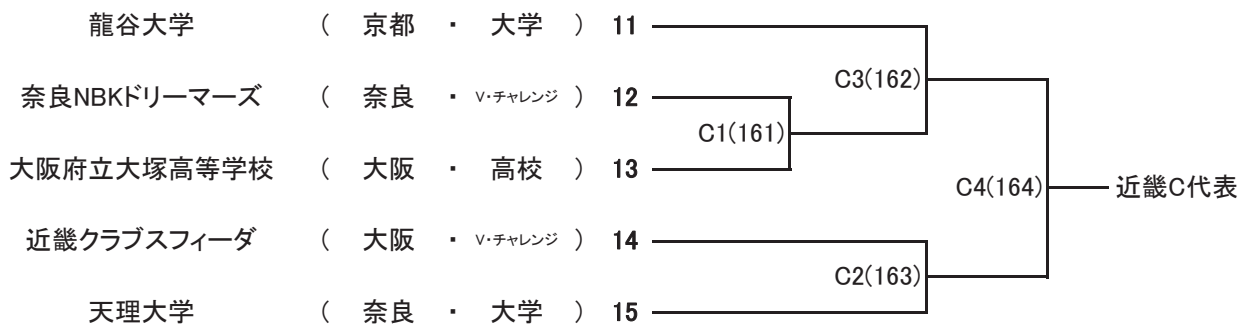 龍谷大学 ( 京都 ・ 大学 ) 11
C3(162)
奈良NBKドリーマーズ ( 奈良 ・ V・チャレンジ ) 12
C1(161)
大阪府立大塚高等学校 ( 大阪 ・ 高校 ) 13
C4(164) 近畿C代表
近畿クラブスフィーダ ( 大阪 ・ V・チャレンジ ) 14
C2(163)
天理大学 ( 奈良 ・ 大学 ) 15